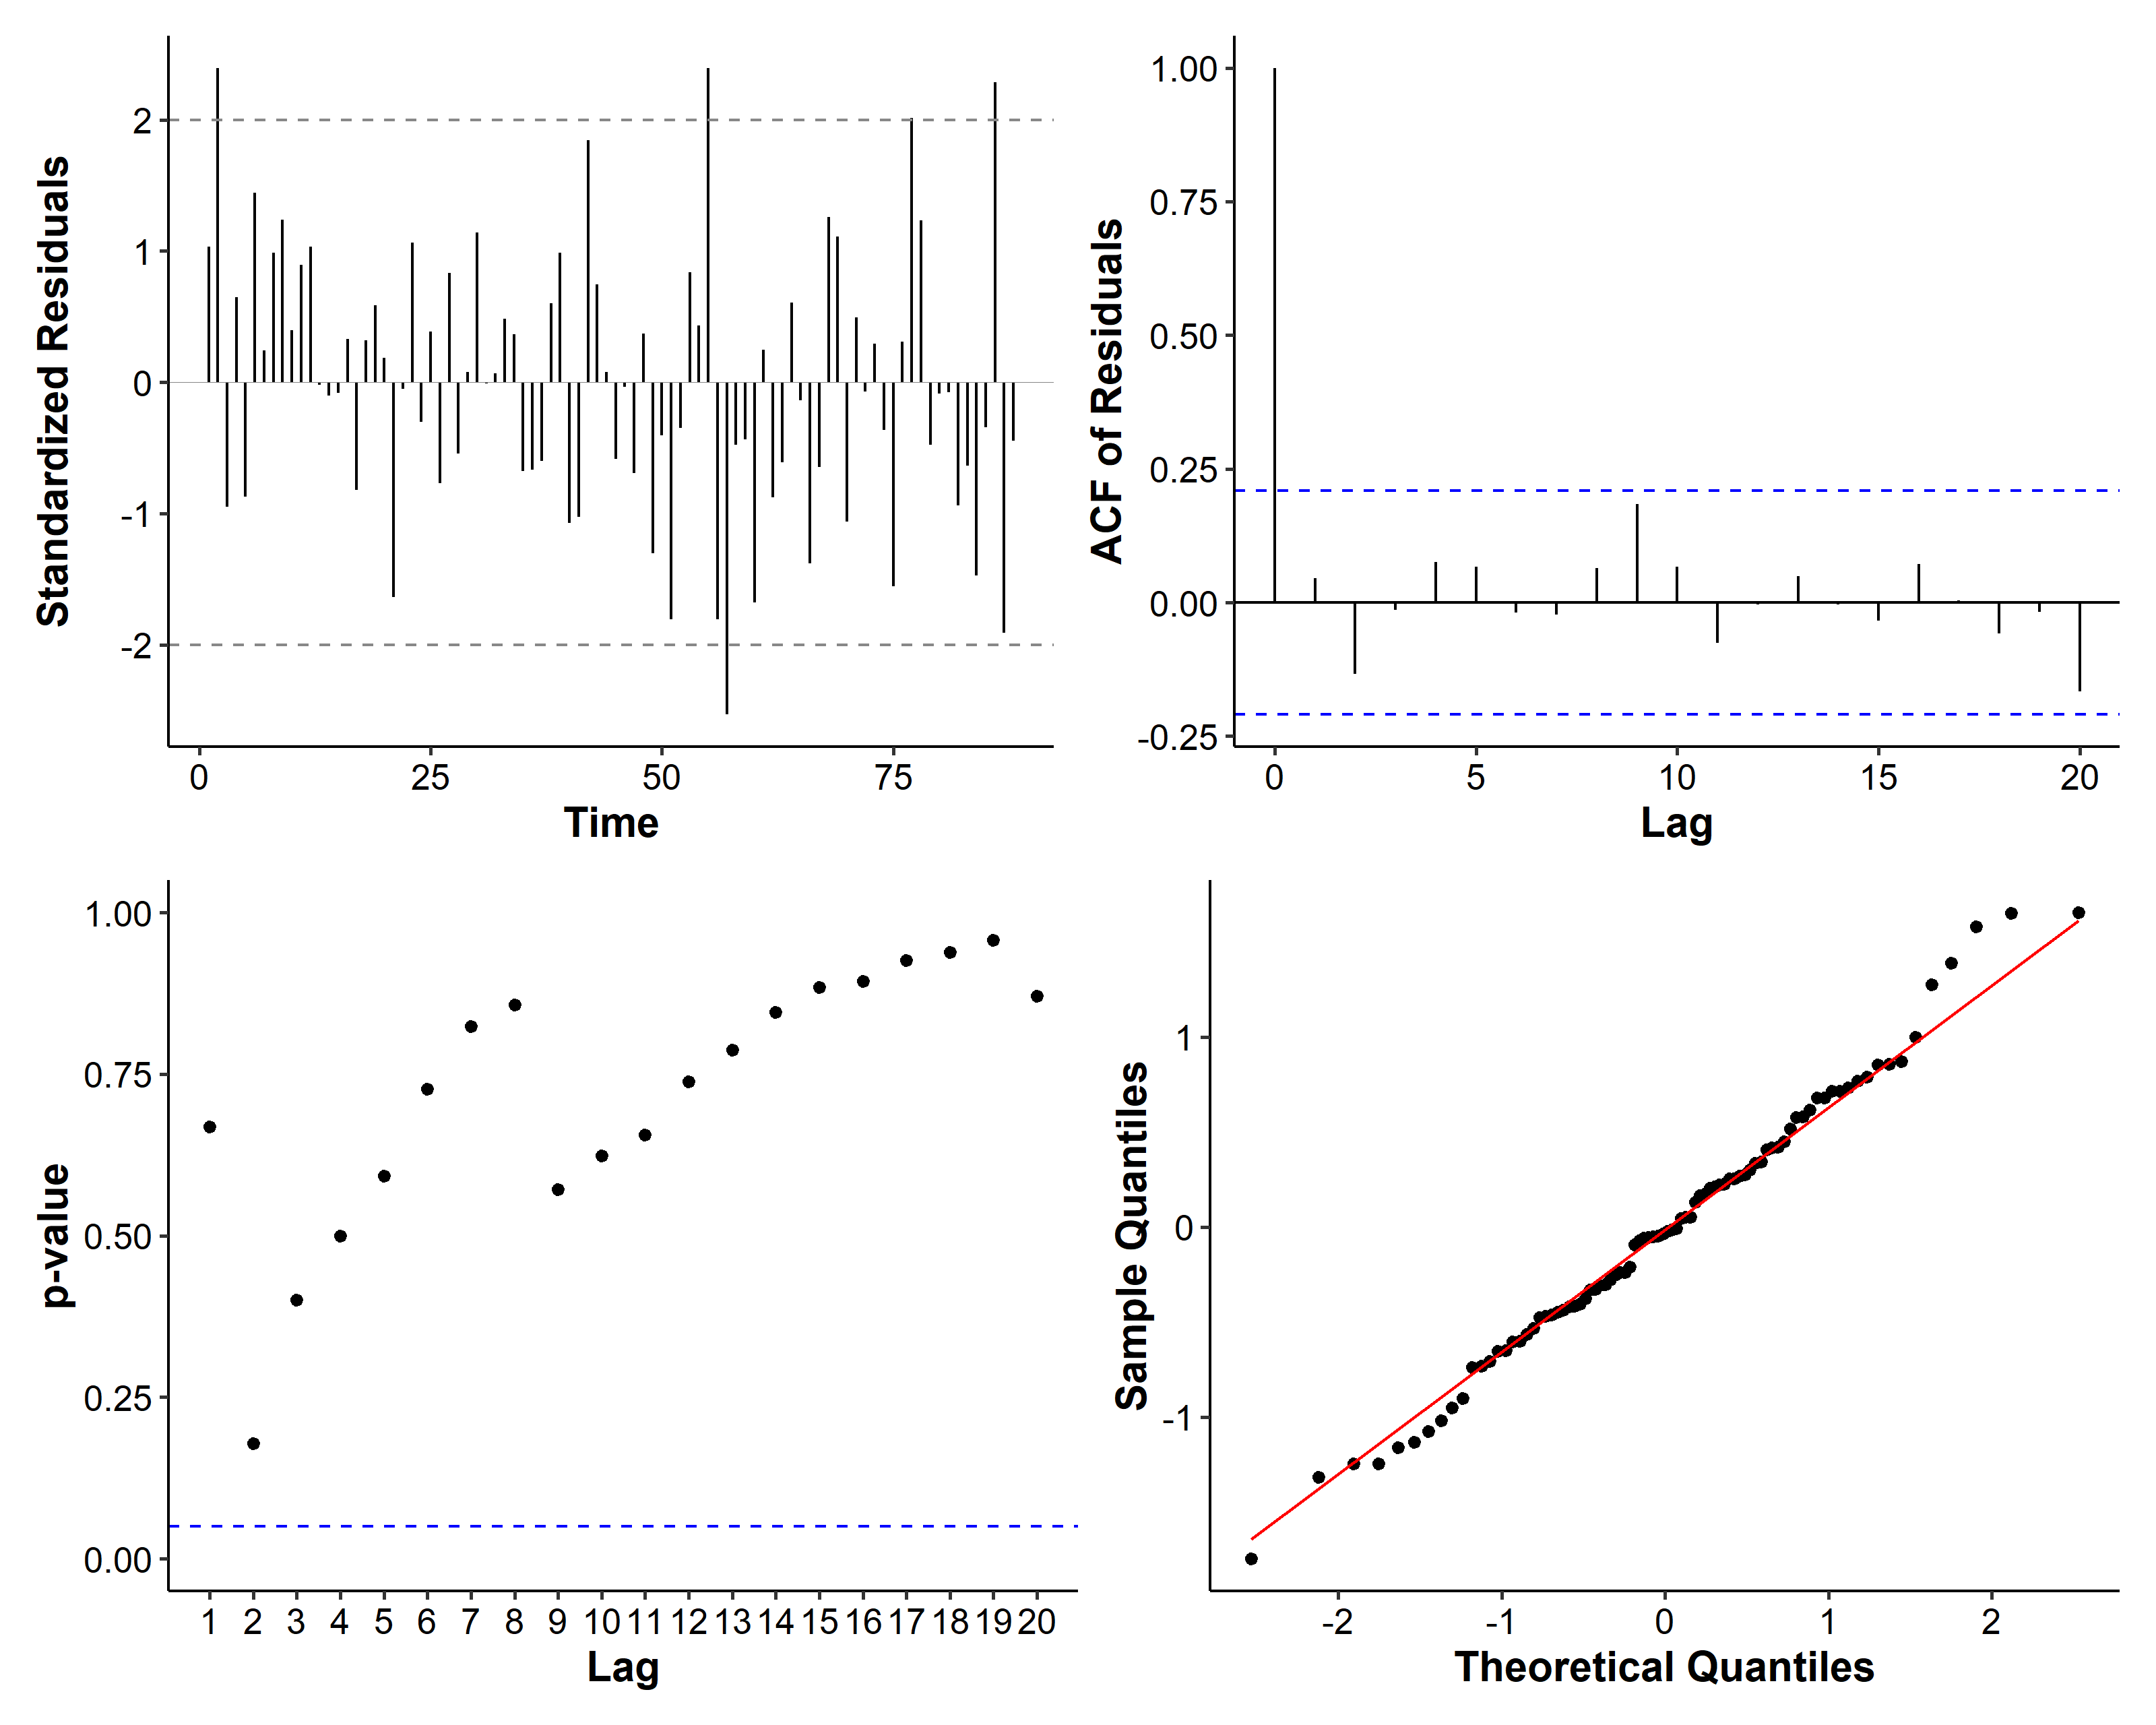 Standardized Residuals
2
1
0
-1
-2
0 25 50 75
Time
ACF of Residuals
1.00
0.75
0.50
0.25
0.00
-0.25
0 5 10 15 20
Lag
p-value
1.00
0.75
0.50
0.25
0.00
1 2 3 4 5 6 7 8 9 10 11 12 13 14 15 16 17 18 19 20
Lag
Sample Quantiles
1
0
-1
-2 -1 0 1 2
Theoretical Quantiles